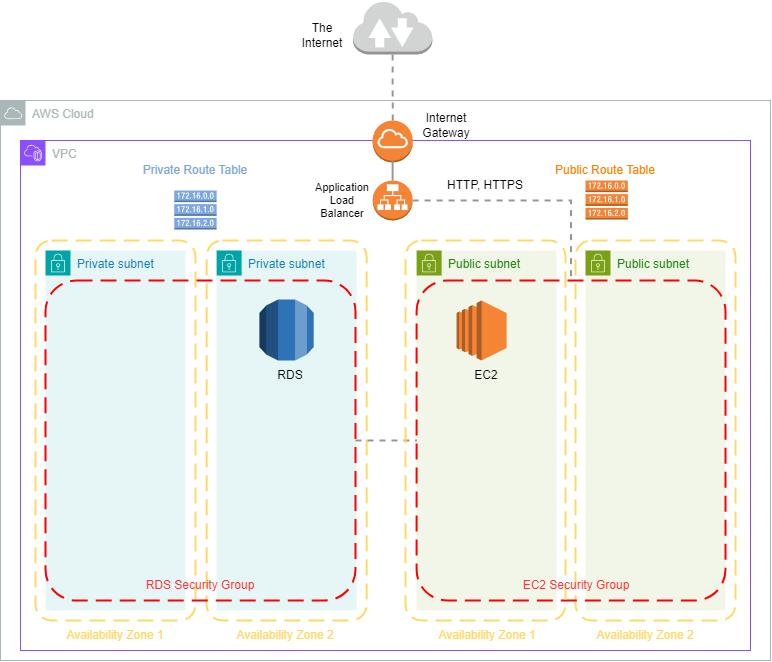 The
Internet
AWS Cloud
Internet
Gateway
VPC
Private Route Table
Public Route Table
172.16.0.0
172.16.1.0
172.16.2.0
Application
Load
Balancer
HTTP, HTTPS
172.16.0.0
172.16.1.0
172.16.2.0
Private subnet
Private subnet
Public subnet
Public subnet
RDS
EC2
RDS Security Group
EC2 Security Group
Availability Zone 1
Availability Zone 2
Availability Zone 1
Availability Zone 2